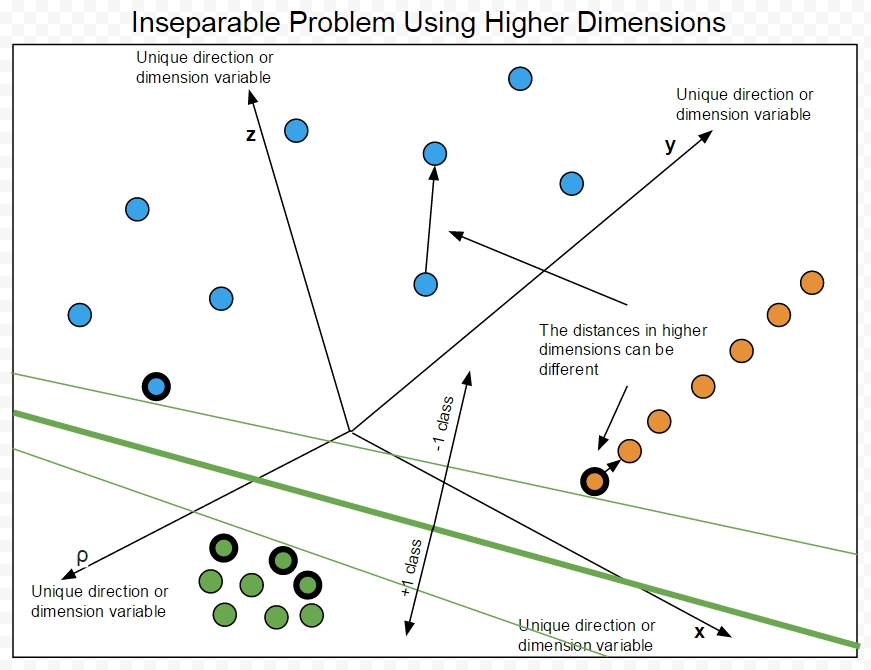 Inseparable Problem Using Higher Dimensions
Unique direction or
dimension variable
z
Unique direction or
dimension variable
y
The distances in higher
dimensions can be
different
-1 class
+1 class
ρ
Unique direction or
dimension variable
Unique direction or
dimension variable
x